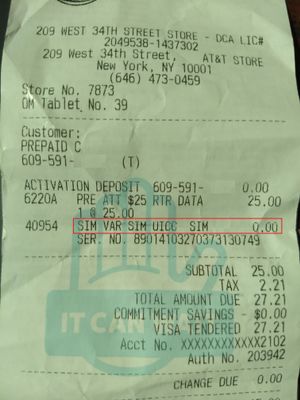 209 WEST 34TH STREET STORE - DCA LIC#
2049538-1437302
209 West 34th Street, AT&T STORE
New York, NY 10001
(646) 473-0459
Store No. 7873
OM Tablet No. 39
Customer:
PREPAID C
609-591- (T)
ACTIVATION DEPOSIT 609-591- 0.00
6220A PRE ATT $25 RTR DATA 25.00
1 @ 25.00
40954 SIM VAR SIM UICC SIM 0.00
SER. NO. 89014103270373130749
SUBTOTAL 25.00
TAX 2.21
TOTAL AMOUNT DUE 27.21
COMMITMENT SAVINGS - $0.00
VISA TENDERED 27.21
Acct No. XXXXXXXXXXXX2102
Auth No. 203942
CHANGE DUE 0.00
IT CAN